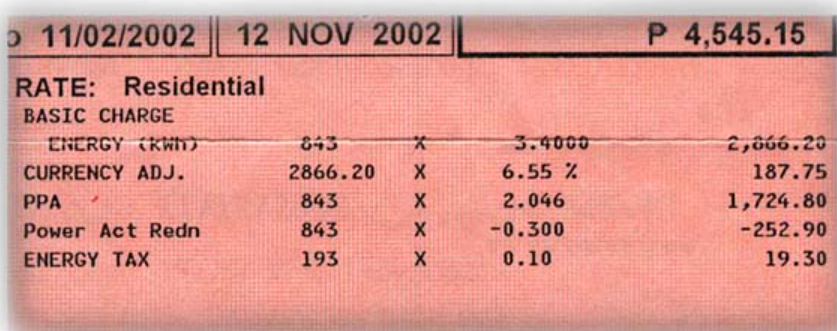 11/02/2002 12 NOV 2002 P 4,545.15
RATE: Residential
BASIC CHARGE
ENERGY (kWh) 843 X 3.4000 2,866.20
CURRENCY ADJ. 2866.20 X 6.55 % 187.75
PPA 843 X 2.046 1,724.80
Power Act Redn 843 X -0.300 -252.90
ENERGY TAX 193 X 0.10 19.30